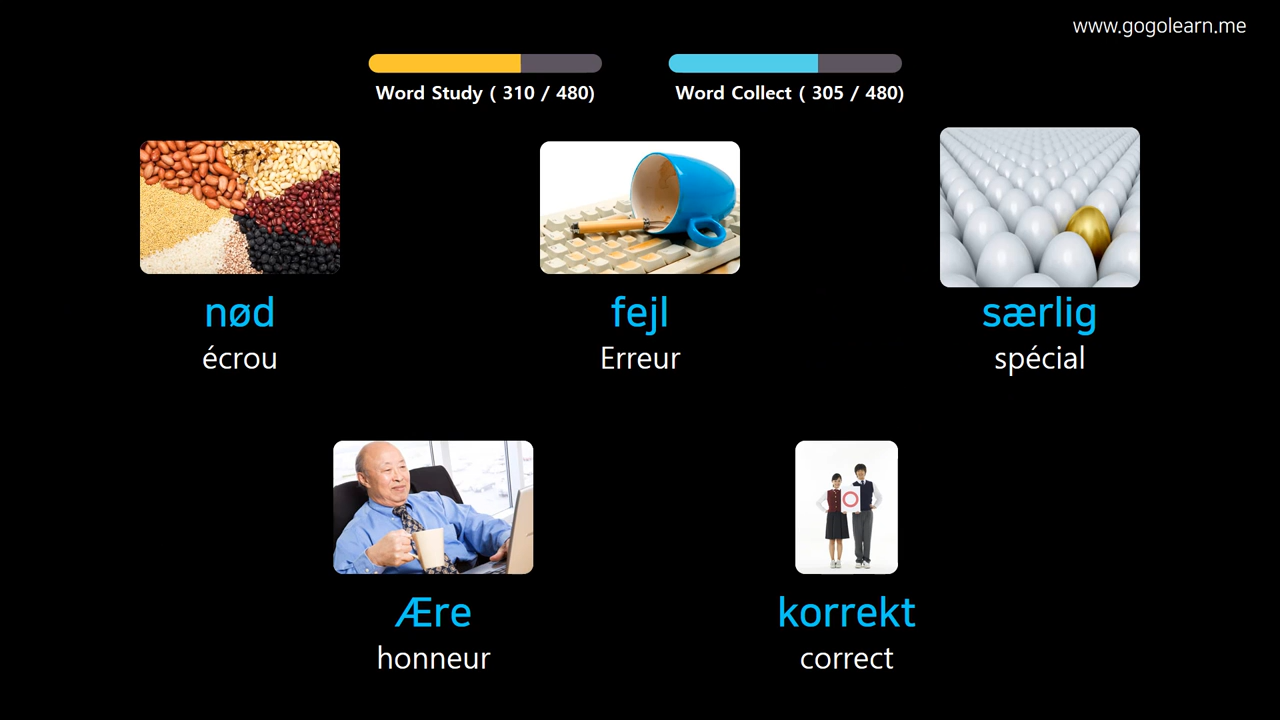 www.gogolearn.me
Word Study ( 310 / 480)
Word Collect ( 305 / 480)
nød
écrou
fejl
Erreur
særlig
spécial
Ære
honneur
korrekt
correct